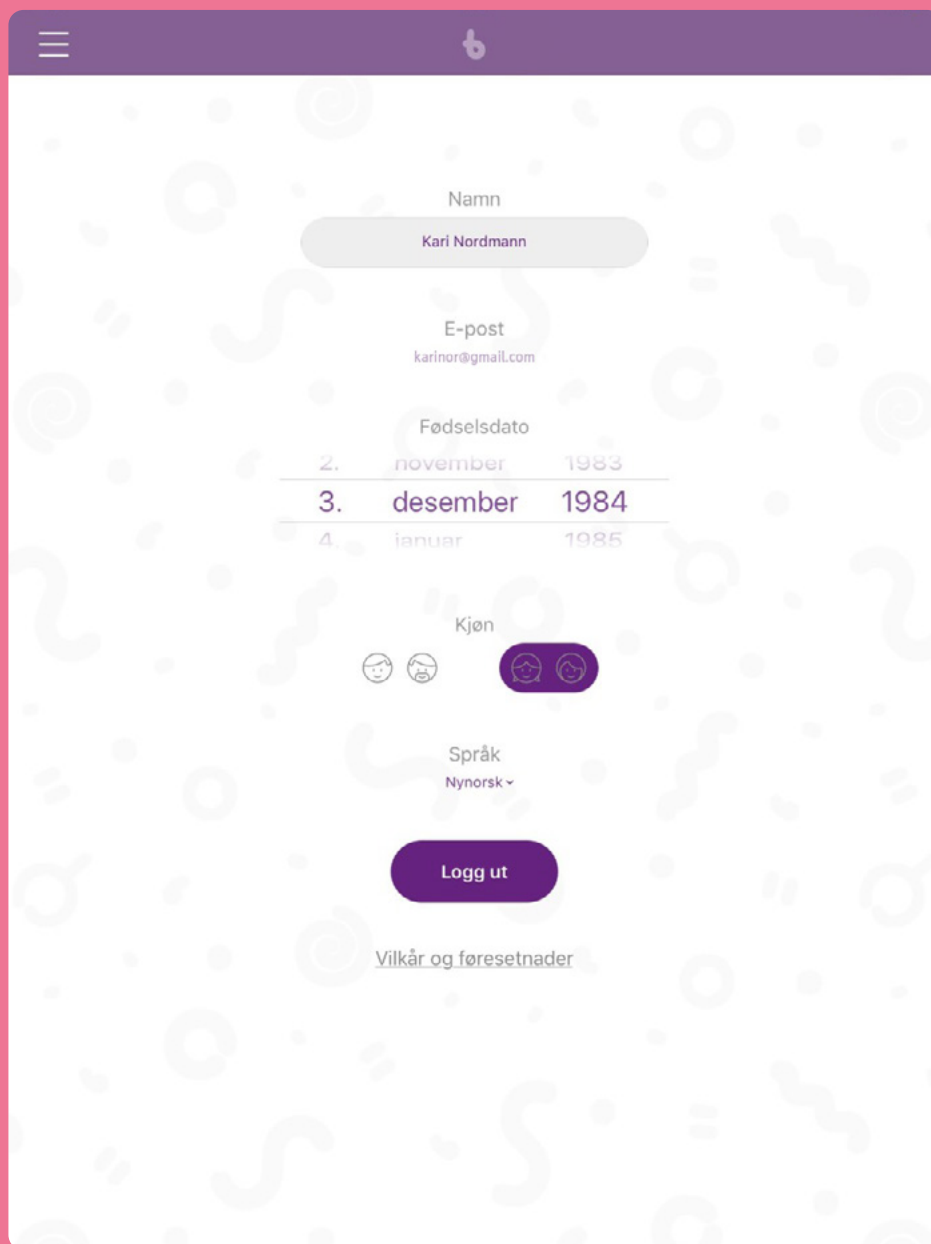 Namn
Kari Nordmann
E-post
karinor@gmail.com
Fødselsdato
2. november 1983
3. desember 1984
4. januar 1985
Kjøn
Språk
Nynorsk
Logg ut
Vilkår og føresetnader